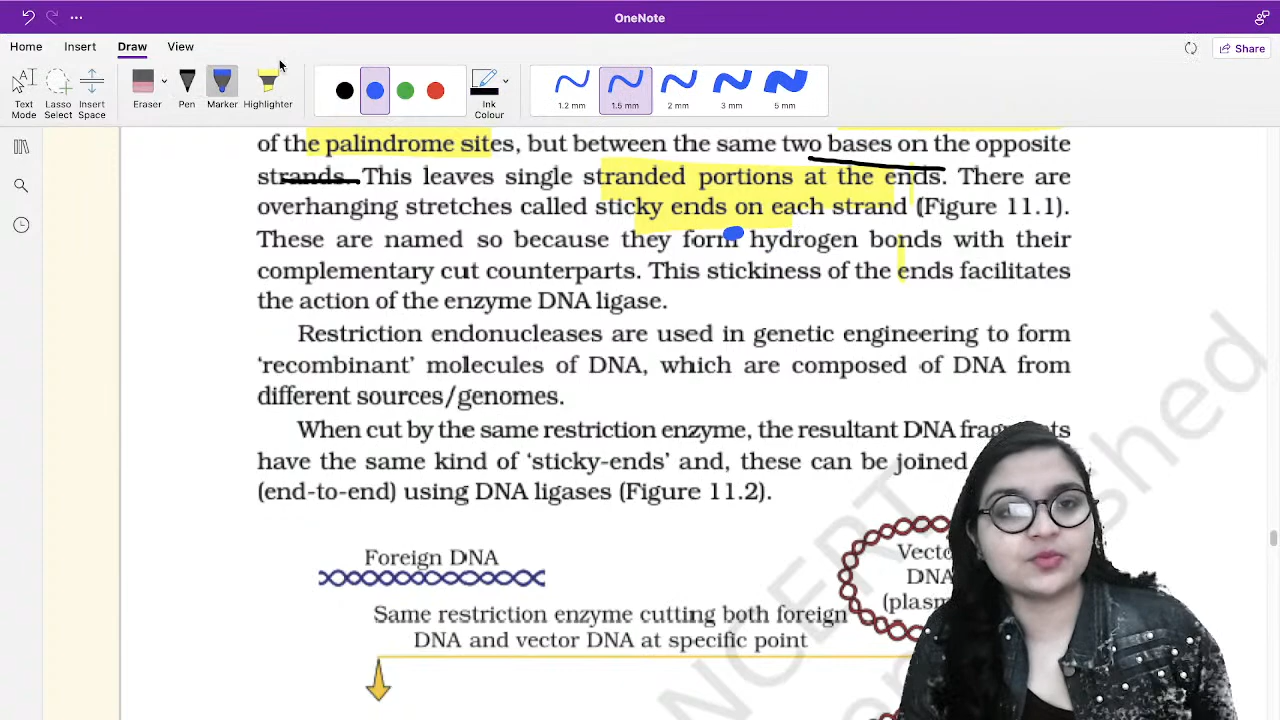 OneNote
Home Insert Draw View
Share
Text Mode
Lasso Select
Insert Space
Eraser
Pen
Marker
Highlighter
Ink Colour
1.2 mm
1.5 mm
2 mm
3 mm
5 mm
of the palindrome sites, but between the same two bases on the opposite
strands. This leaves single stranded portions at the ends. There are
overhanging stretches called sticky ends on each strand (Figure 11.1).
These are named so because they form hydrogen bonds with their
complementary cut counterparts. This stickiness of the ends facilitates
the action of the enzyme DNA ligase.
Restriction endonucleases are used in genetic engineering to form
‘recombinant’ molecules of DNA, which are composed of DNA from
different sources/genomes.
When cut by the same restriction enzyme, the resultant DNA
have the same kind of ‘sticky-ends’ and, these can be joined
(end-to-end) using DNA ligases (Figure 11.2).
Foreign DNA
DNA
Same restriction enzyme cutting both foreign
DNA and vector DNA at specific point
NCERT